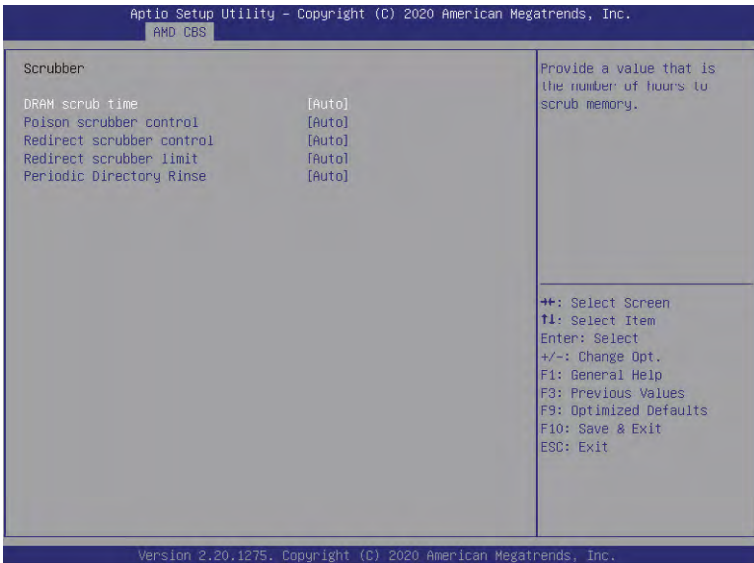 Aptio Setup Utility – Copyright (C) 2020 American Megatrends, Inc.
AMD CBS
Scrubber
DRAM scrub time [Auto]
Poison scrubber control [Auto]
Redirect scrubber control [Auto]
Redirect scrubber limit [Auto]
Periodic Directory Rinse [Auto]
Provide a value that is
the number of hours to
scrub memory.
→←: Select Screen
↑↓: Select Item
Enter: Select
+/-: Change Opt.
F1: General Help
F3: Previous Values
F9: Optimized Defaults
F10: Save & Exit
ESC: Exit
Version 2.20.1275. Copyright (C) 2020 American Megatrends, Inc.